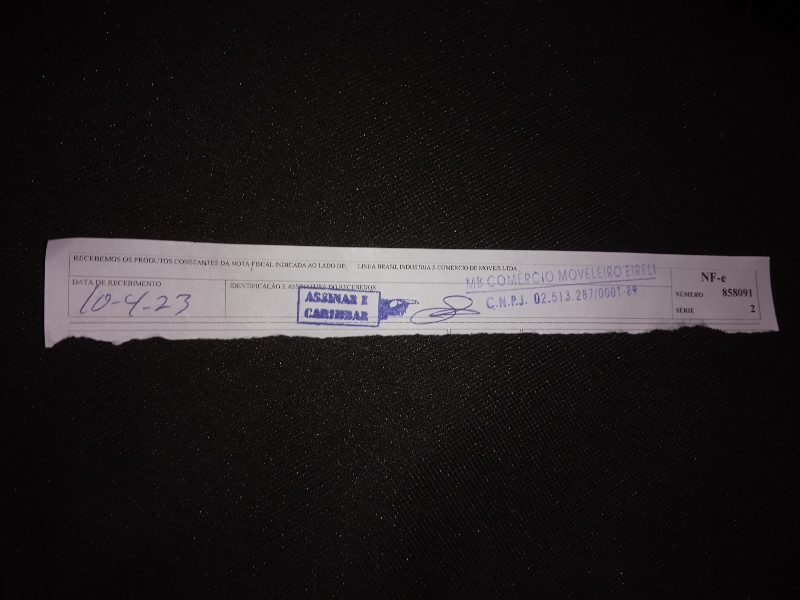 RECEBEMOS OS PRODUTOS CONSTANTES DA NOTA FISCAL INDICADA AO LADO DE: LINEA BRASIL INDUSTRIA E COMERCIO DE MOVEIS LTDA
MB COMÉRCIO MOVELEIRO EIRELI
C.N.P.J. 02.513.287/0001-89
NF-e
NÚMERO 858091
SÉRIE 2
DATA DE RECEBIMENTO
10-4-23
IDENTIFICAÇÃO E ASSINATURA DO RECEBEDOR
ASSINAR E
CARIMBAR